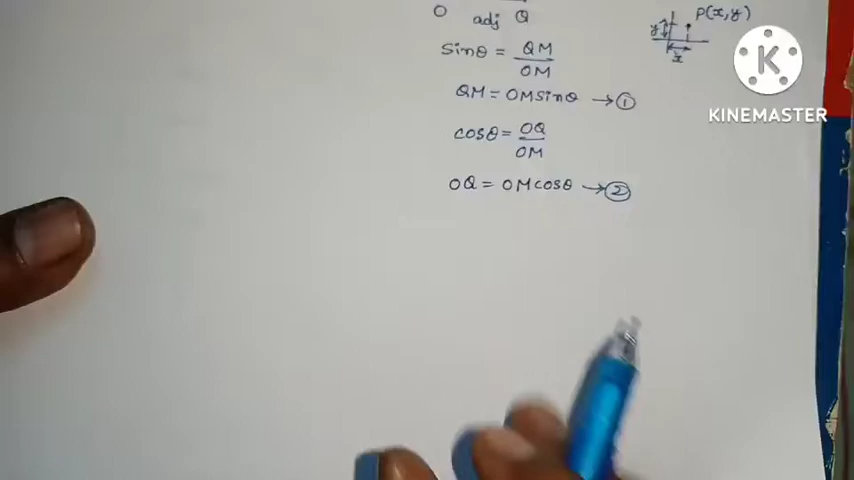 O adj Q
sinθ = QM/OM
QM = OMsinθ → ①
cosθ = OQ/OM
OQ = OMcosθ → ②
P(x,y)
y
x
K
KINEMASTER